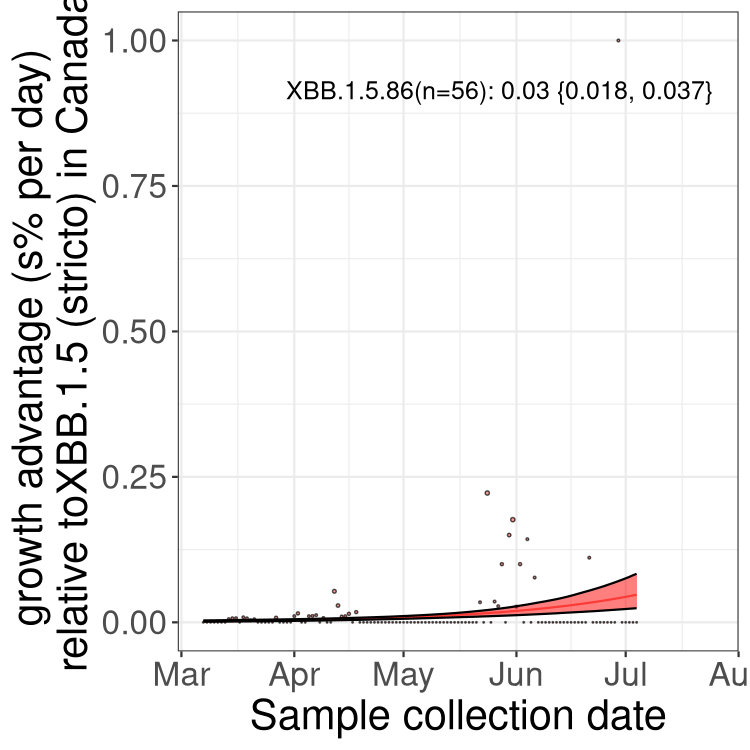 growth advantage (s% per day)
relative toXBB.1.5 (stricto) in Canada
1.00
0.75
0.50
0.25
0.00
XBB.1.5.86(n=56): 0.03 {0.018, 0.037}
Mar Apr May Jun Jul Au
Sample collection date